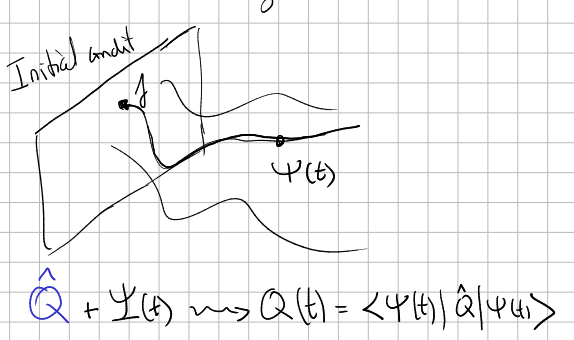 Initial condit
f
Ψ(t)
Q̂ + Ψ(t) ⇝ Q(t) = <Ψ(t)|Q̂|Ψ(t)>